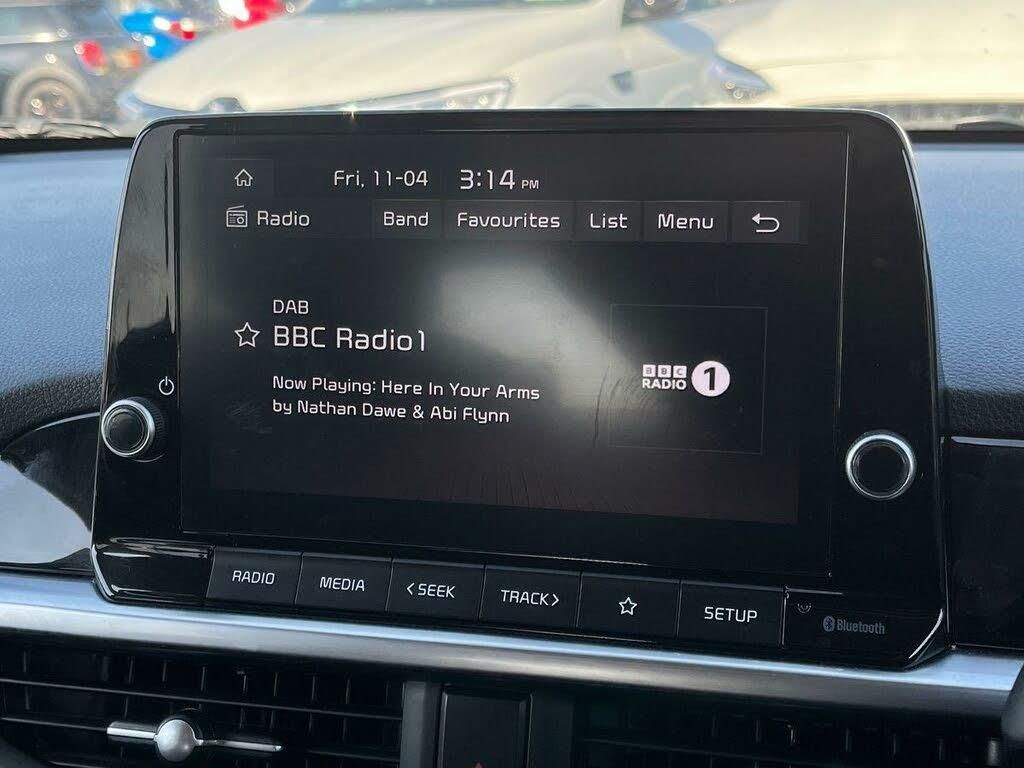 Fri, 11-04 3:14 PM
Radio Band Favourites List Menu
DAB
BBC Radio1
Now Playing: Here In Your Arms
by Nathan Dawe & Abi Flynn
BBC
RADIO 1
RADIO MEDIA <SEEK TRACK> SETUP
Bluetooth